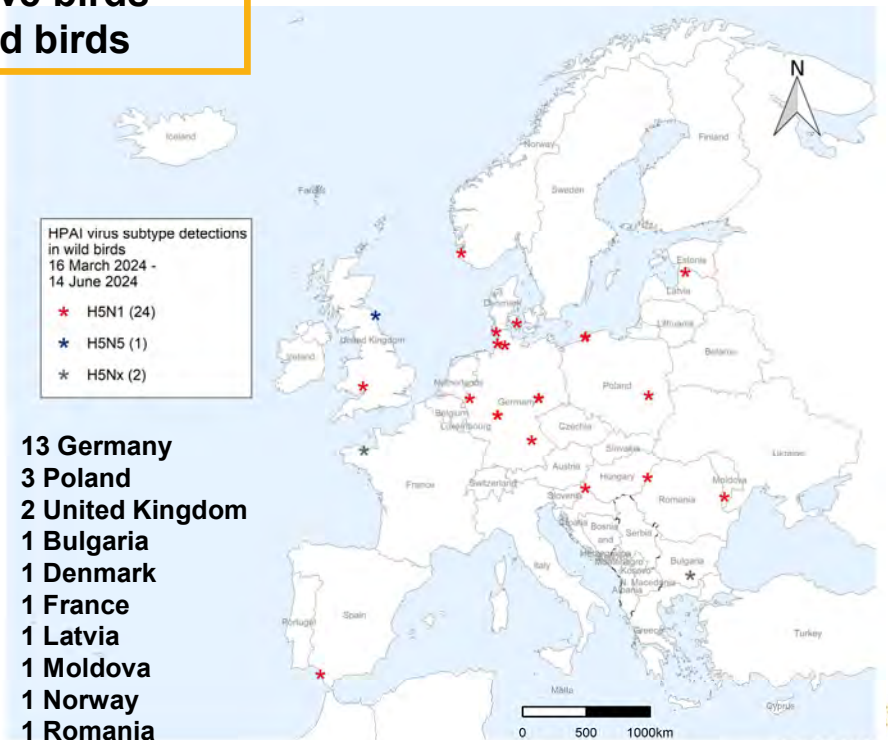 d birds
HPAI virus subtype detections
in wild birds
16 March 2024 -
14 June 2024
H5N1 (24)
H5N5 (1)
H5Nx (2)
13 Germany
3 Poland
2 United Kingdom
1 Bulgaria
1 Denmark
1 France
1 Latvia
1 Moldova
1 Norway
1 Romania
N
Iceland
Norway
Finland
Sweden
Estonia
Latvia
Denmark
Lithuania
United Kingdom
Ireland
Belarus
Netherlands
Poland
German
Belgium
Luxembourg
Czechia
Slovakia
Ukraine
Austria
Hungary
Moldova
France
Switzerland
Slovenia
Romania
Croatia
Bosnia
and
Serbia
Italy
Montenegro
Kosovo
Bulgaria
N. Macedonia
Albania
Portugal
Spain
Greece
Turkey
Malta
Cyprus
0 500 1000km